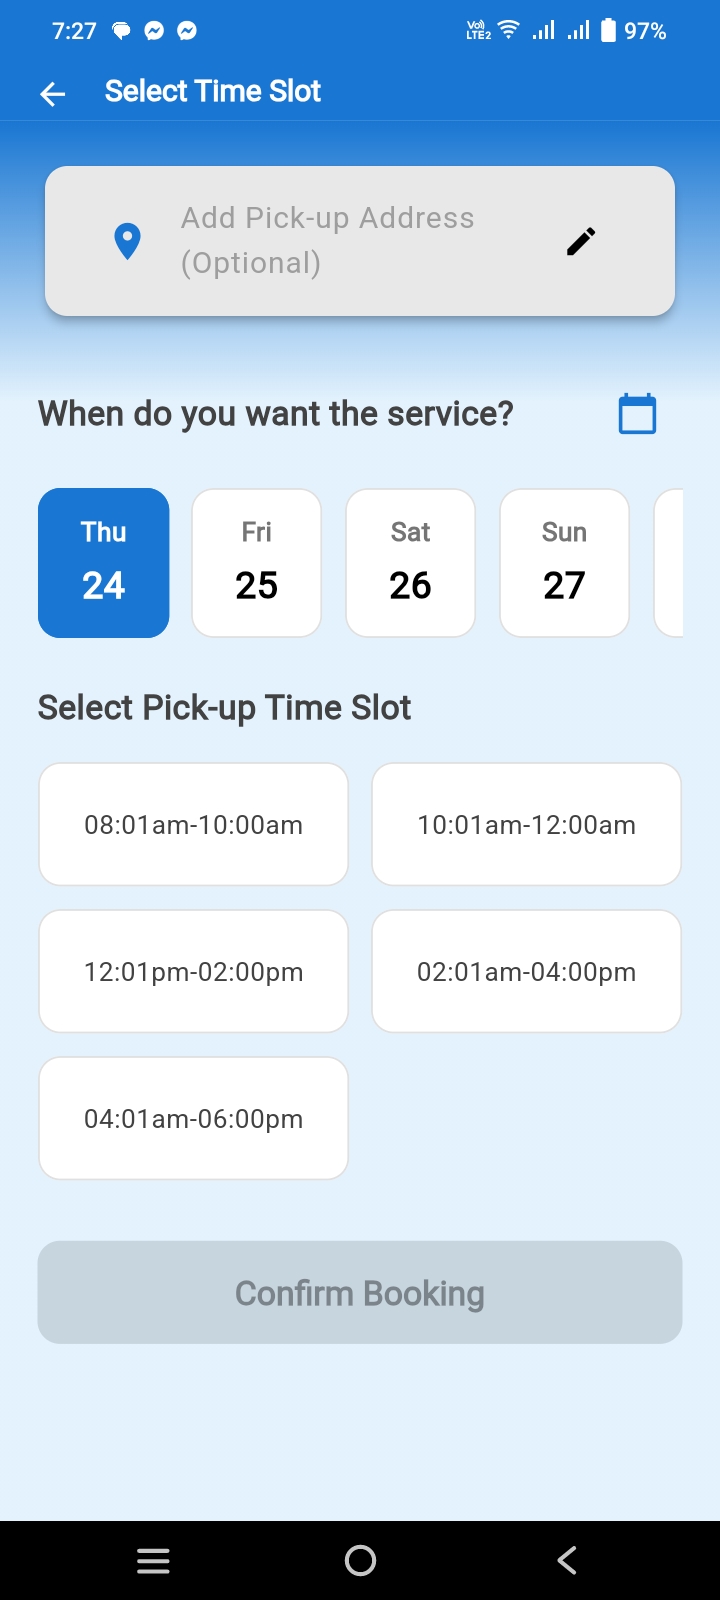 7:27 Vo) LTE2 97%
Select Time Slot
Add Pick-up Address
(Optional)
When do you want the service?
Thu Fri Sat Sun
24 25 26 27
Select Pick-up Time Slot
08:01am-10:00am 10:01am-12:00am
12:01pm-02:00pm 02:01am-04:00pm
04:01am-06:00pm
Confirm Booking